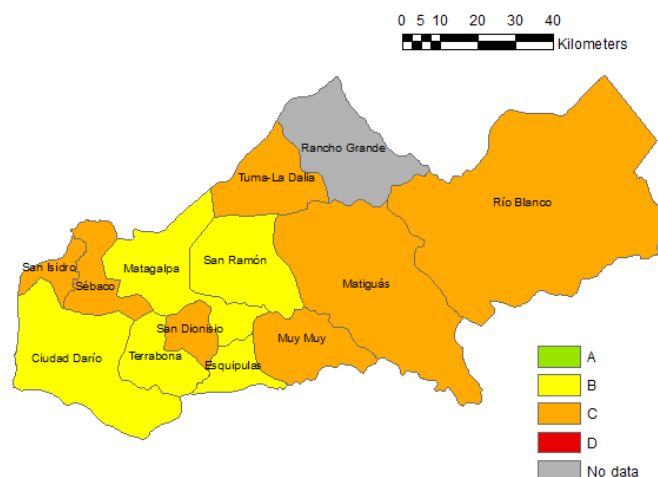 0 5 10 20 30 40
Kilometers
Rancho Grande
Tuma-La Dalia
Río Blanco
San Ramón
San Isidro
Matagalpa
Sébaco
Matiguás
San Dionisio
Muy Muy
Ciudad Darío
Terrabona
Esquipulas
A
B
C
D
No data